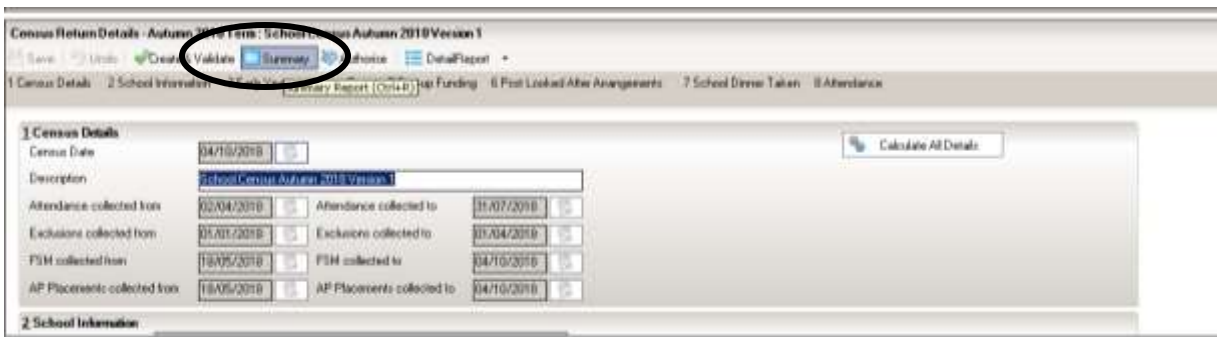 Census Return Details - Autumn 2018 Term : School Census Autumn 2018 Version 1
Save Undo Create & Validate Summary Authorise DetailReport
1 Census Details 2 School Information Summary Report (Ctrl+R) up Funding 6 Post Looked After Arrangements 7 School Dinner Taken 8 Attendance
1 Census Details
Calculate All Details
Census Date 04/10/2018
Description School Census Autumn 2018 Version 1
Attendance collected from 02/04/2018 Attendance collected to 31/07/2018
Exclusions collected from 01/01/2018 Exclusions collected to 01/04/2018
FSM collected from 18/05/2018 FSM collected to 04/10/2018
AP Placements collected from 18/05/2018 AP Placements collected to 04/10/2018
2 School Information